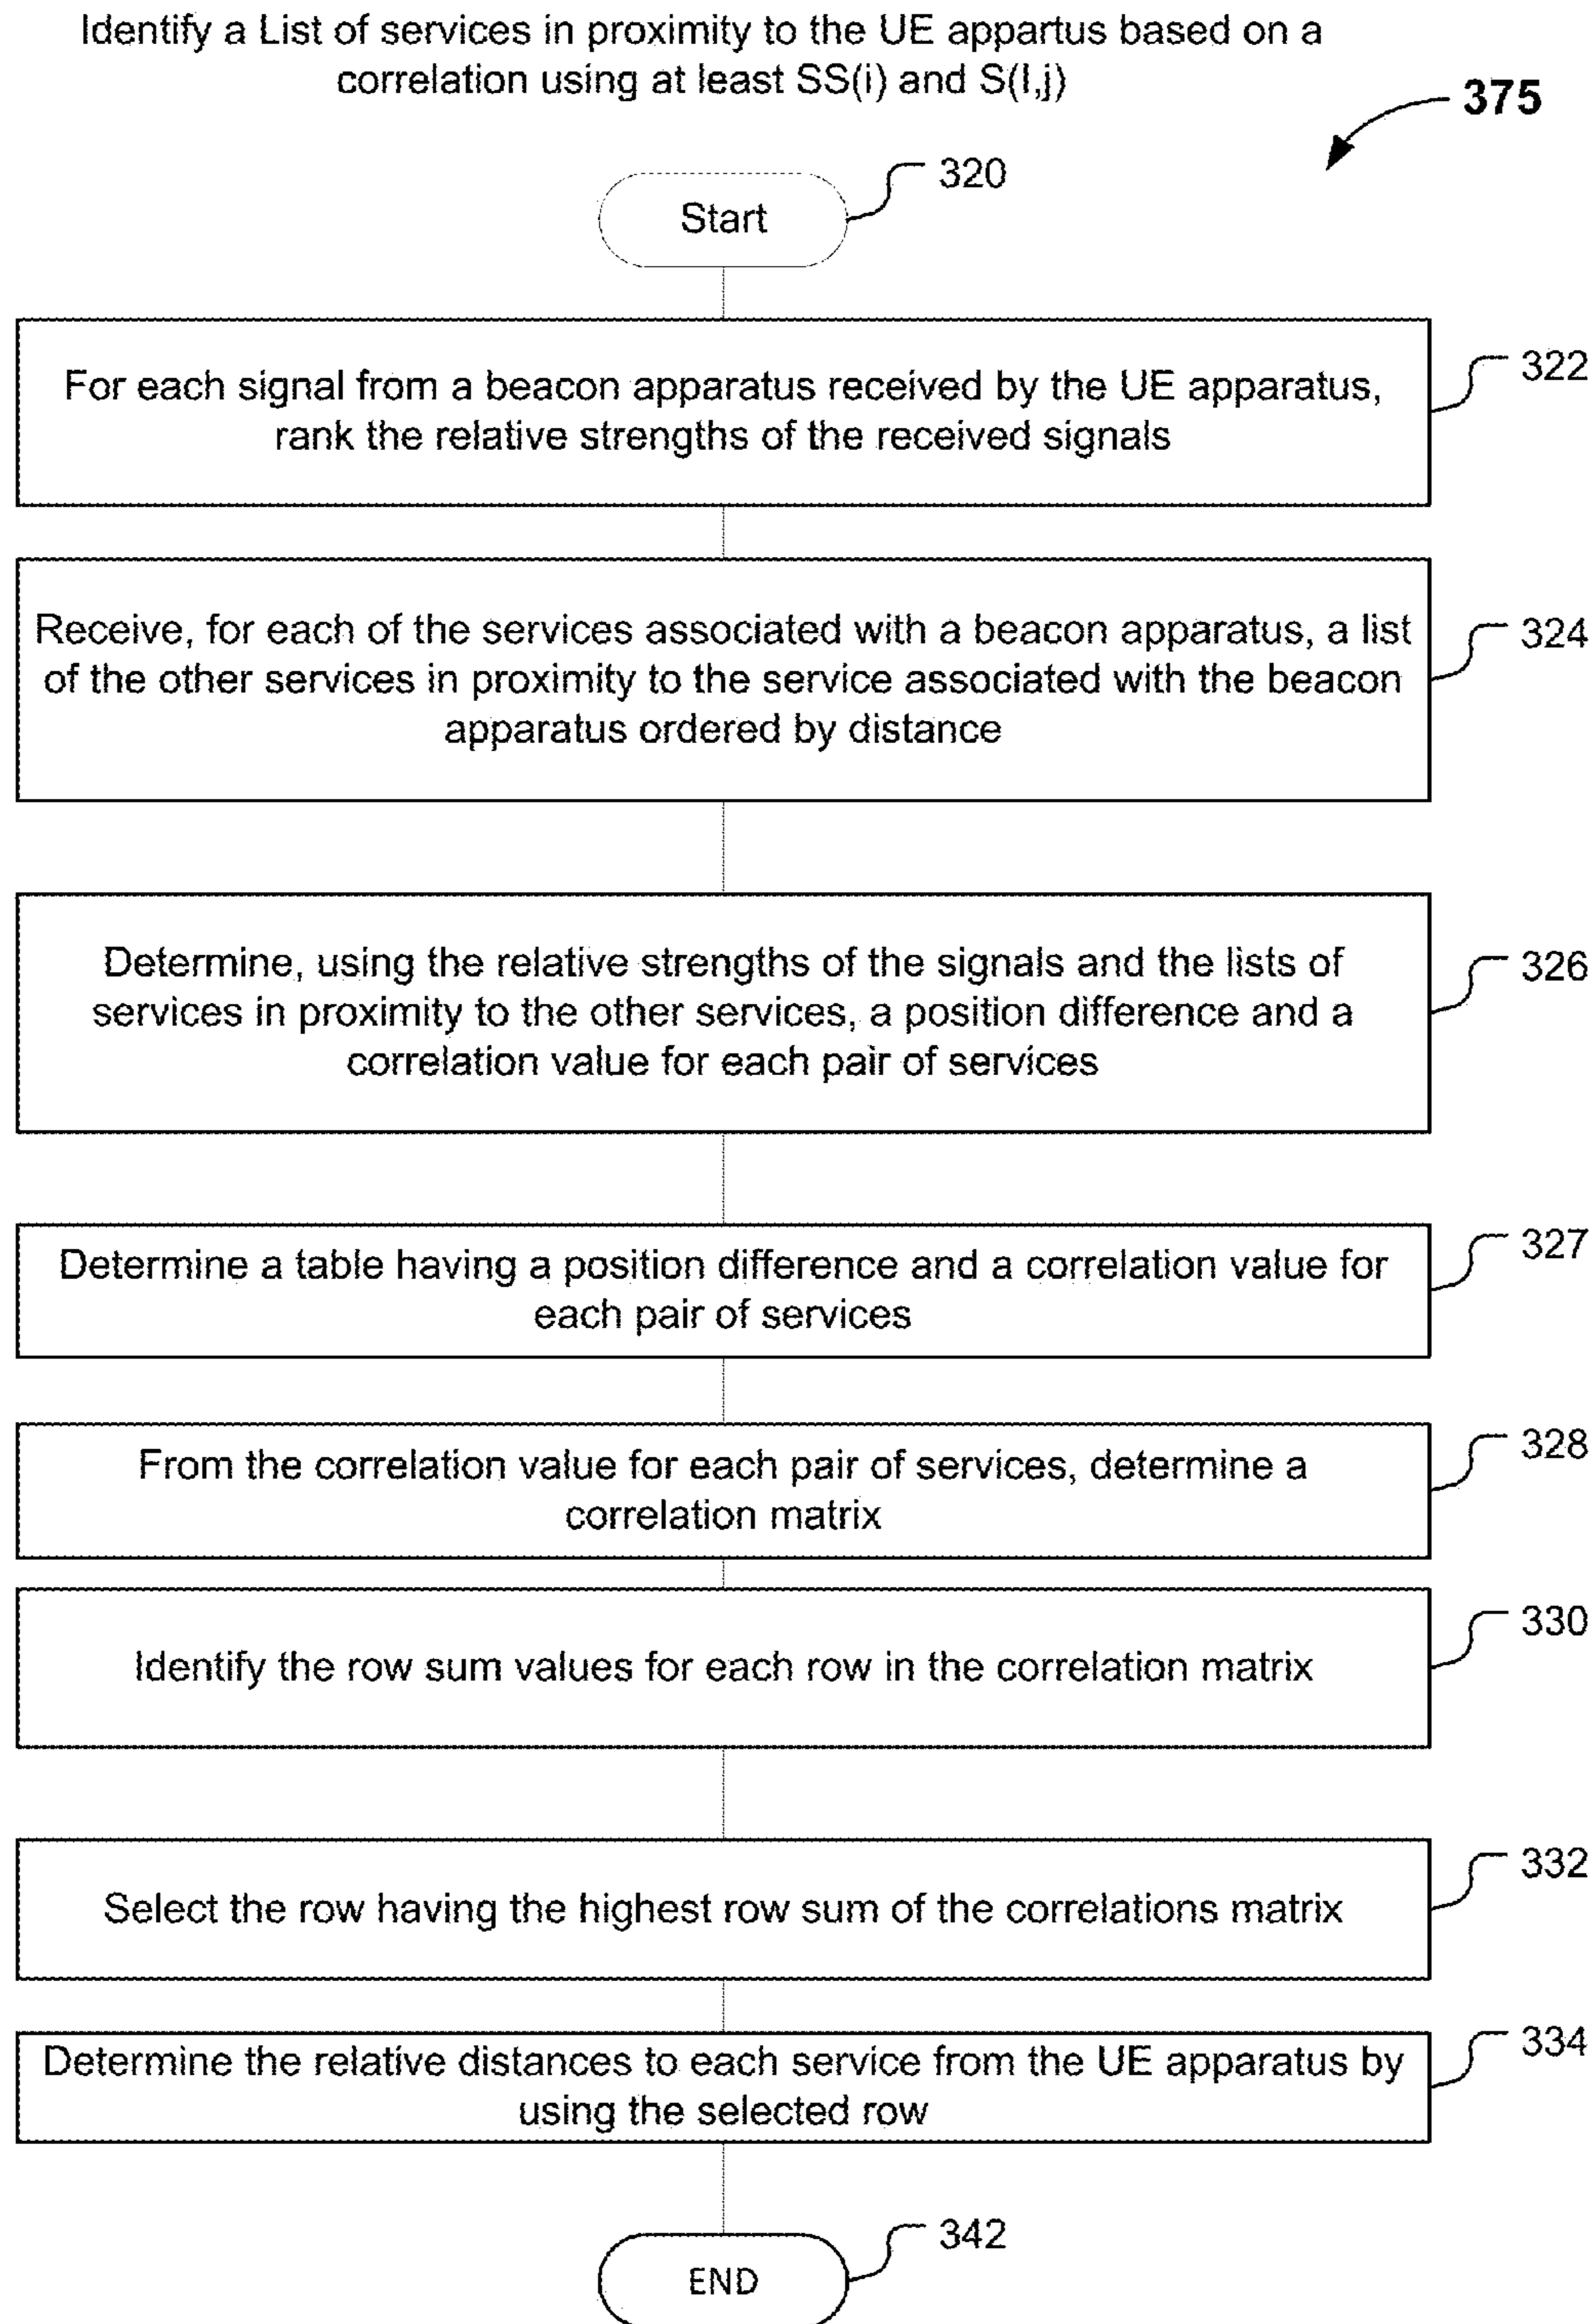 Identify a List of services in proximity to the UE appartus based on a
correlation using at least SS(i) and S(I,j)
375
320
Start
322
For each signal from a beacon apparatus received by the UE apparatus,
rank the relative strengths of the received signals
324
Receive, for each of the services associated with a beacon apparatus, a list
of the other services in proximity to the service associated with the beacon
apparatus ordered by distance
326
Determine, using the relative strengths of the signals and the lists of
services in proximity to the other services, a position difference and a
correlation value for each pair of services
327
Determine a table having a position difference and a correlation value for
each pair of services
328
From the correlation value for each pair of services, determine a
correlation matrix
330
Identify the row sum values for each row in the correlation matrix
332
Select the row having the highest row sum of the correlations matrix
334
Determine the relative distances to each service from the UE apparatus by
using the selected row
342
END